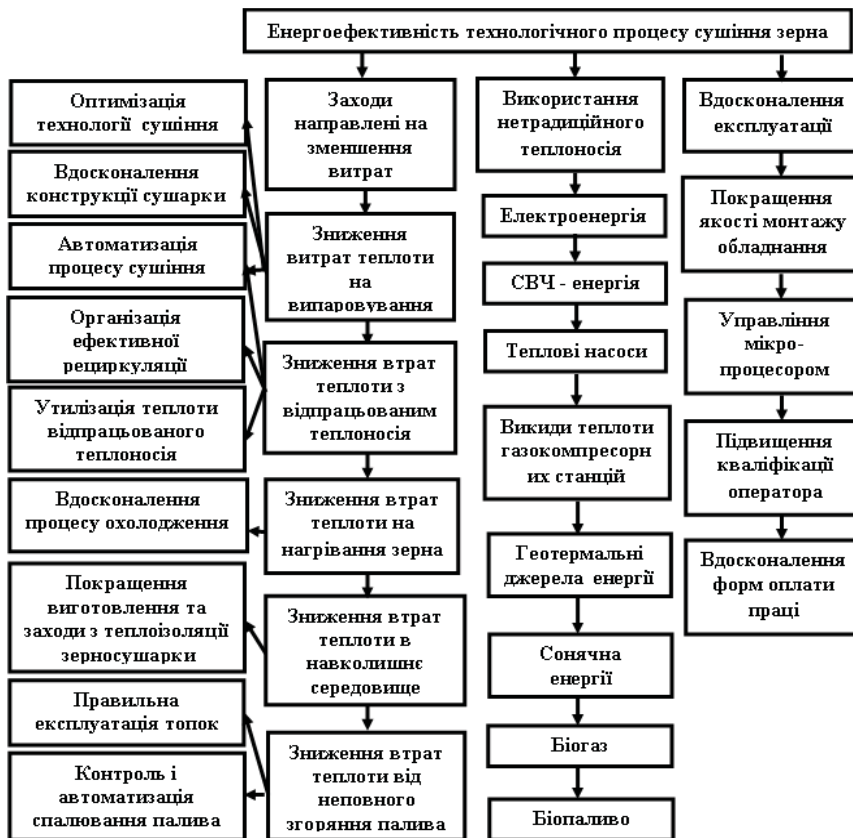 Енергоефективність технологічного процесу сушіння зерна
Оптимізація
технології сушіння
Вдосконалення
конструкції сушарки
Автоматизація
процесу сушіння
Організація
ефективної
рециркуляції
Утилізація теплоти
відпрацьованого
теплоносія
Вдосконалення
процесу охолодження
Покращення
виготовлення та
заходи з теплоізоляції
зерносушарки
Правильна
експлуатація топок
Контроль і
автоматизація
спалювання палива
Заходи
направлені на
зменшення
витрат
Зниження
витрат теплоти
на
випаровування
Зниження втрат
теплоти з
відпрацьованим
теплоносія
Зниження втрат
теплоти на
нагрівання зерна
Зниження втрат
теплоти в
навколишнє
середовище
Зниження втрат
теплоти від
неповного
згоряння палива
Використання
нетрадиційного
теплоносія
Електроенергія
СВЧ - енергія
Теплові насоси
Викиди теплоти
газокомпресорн
их станцій
Геотермальні
джерела енергії
Сонячна
енергії
Біогаз
Біопаливо
Вдосконалення
експлуатації
Покращення
якості монтажу
обладнання
Управління
мікро-
процесором
Підвищення
кваліфікації
оператора
Вдосконалення
форм оплати
праці